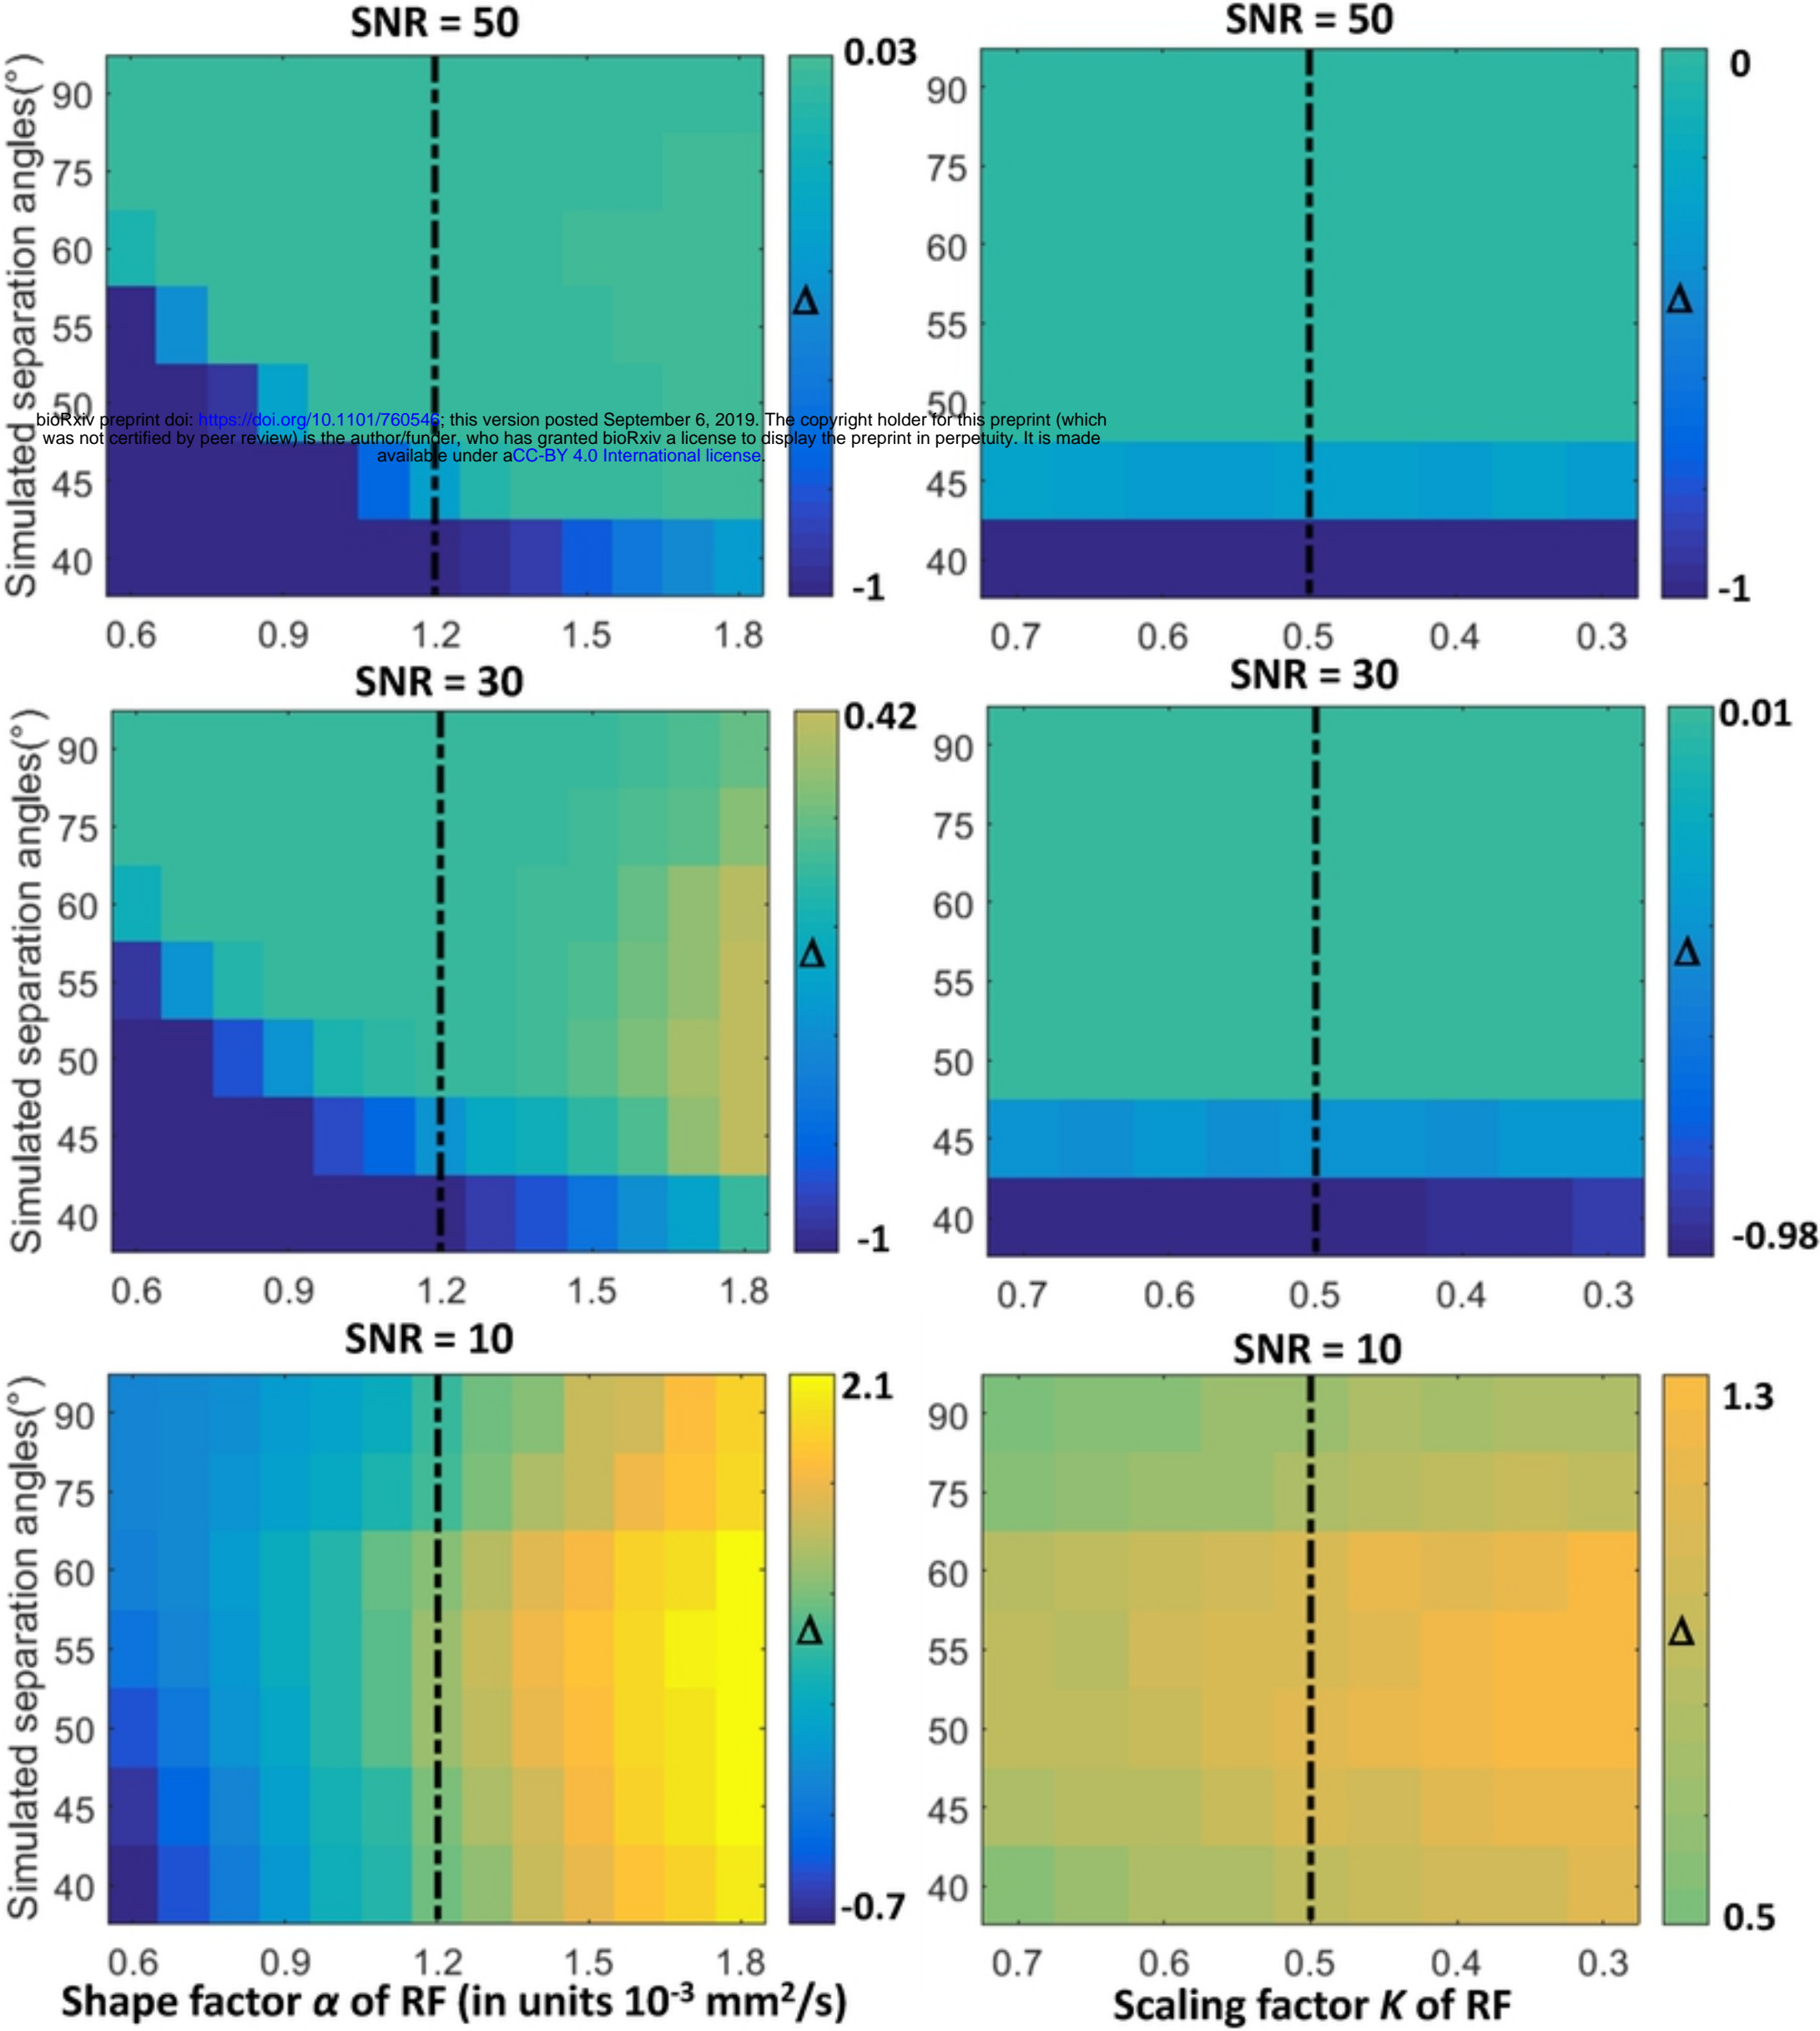 SNR = 50
SNR = 50
Simulated separation angles(°)
90
75
60
55
50
45
40
0.03
Δ
-1
90
75
60
55
50
45
40
0
Δ
-1
bioRxiv preprint doi: https://doi.org/10.1101/760546; this version posted September 6, 2019. The copyright holder for this preprint (which
was not certified by peer review) is the author/funder, who has granted bioRxiv a license to display the preprint in perpetuity. It is made
available under aCC-BY 4.0 International license.
0.6 0.9 1.2 1.5 1.8
0.7 0.6 0.5 0.4 0.3
SNR = 30
SNR = 30
Simulated separation angles(°)
90
75
60
55
50
45
40
0.42
Δ
-1
90
75
60
55
50
45
40
0.01
Δ
-0.98
0.6 0.9 1.2 1.5 1.8
0.7 0.6 0.5 0.4 0.3
SNR = 10
SNR = 10
Simulated separation angles(°)
90
75
60
55
50
45
40
2.1
Δ
-0.7
90
75
60
55
50
45
40
1.3
Δ
0.5
0.6 0.9 1.2 1.5 1.8
0.7 0.6 0.5 0.4 0.3
Shape factor α of RF (in units 10⁻³ mm²/s)
Scaling factor K of RF